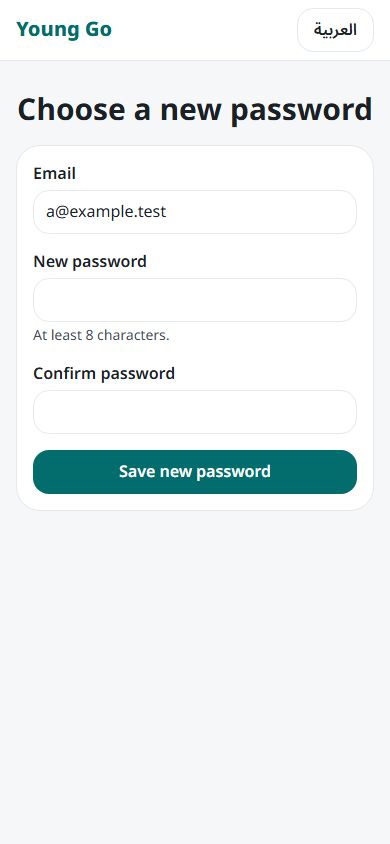 Young Go
العربية
Choose a new password
Email
a@example.test
New password
At least 8 characters.
Confirm password
Save new password